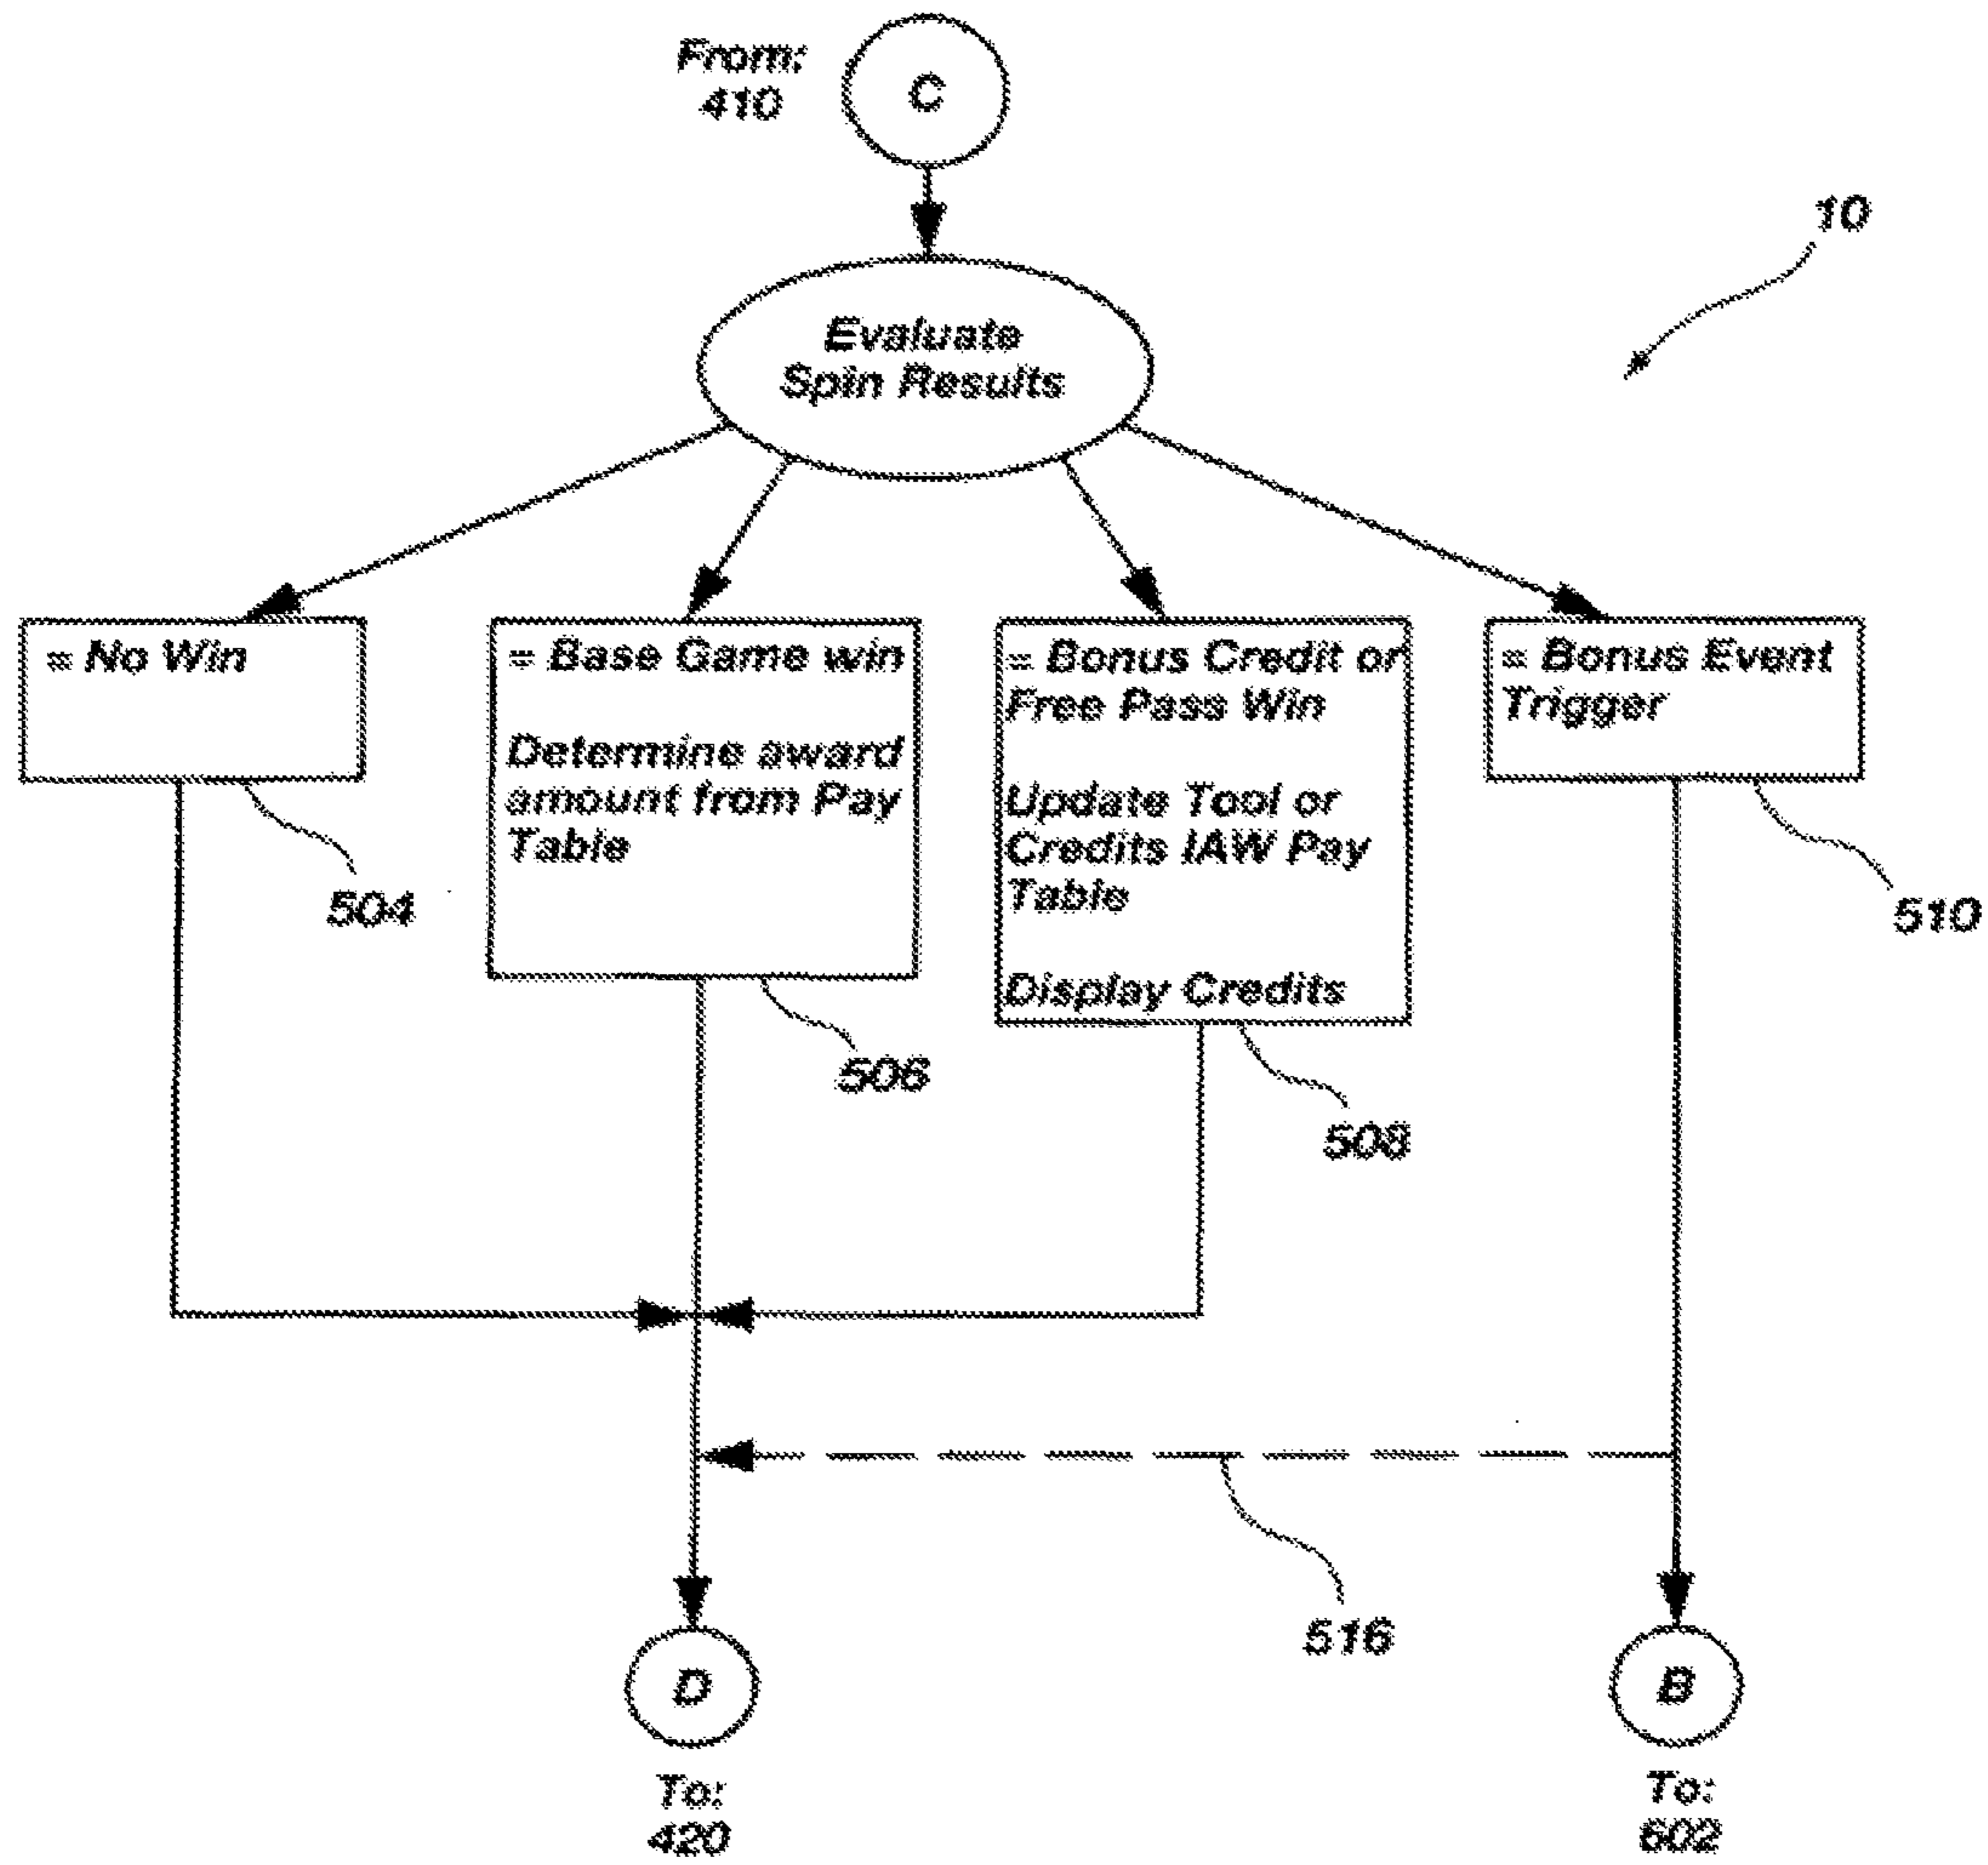 From:
410
C
10
Evaluate
Spin Results
= No Win
504
= Base Game win
Determine award
amount from Pay
Table
506
= Bonus Credit or
Free Pass Win
Update Tool or
Credits IAW Pay
Table
Display Credits
508
= Bonus Event
Trigger
510
516
D
To:
420
B
To:
602